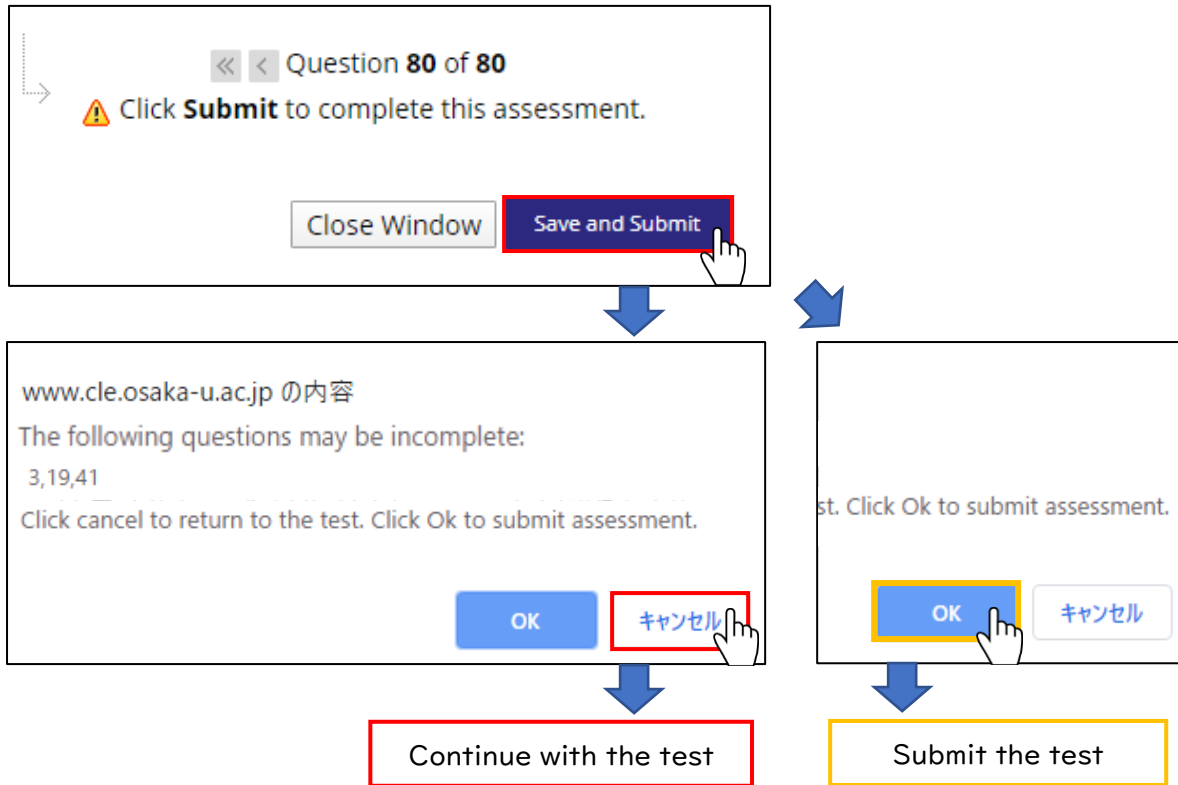 « < Question 80 of 80
Click Submit to complete this assessment.
Close Window Save and Submit
www.cle.osaka-u.ac.jp の内容
The following questions may be incomplete:
3,19,41
Click cancel to return to the test. Click Ok to submit assessment.
OK キャンセル
st. Click Ok to submit assessment.
OK キャンセル
Continue with the test
Submit the test